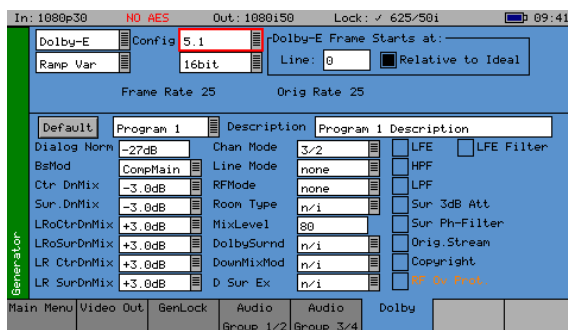 In: 1080p30 NO AES Out: 1080i50 Lock: ✓ 625/50i 09:41
Dolby-E Config 5.1 Dolby-E Frame Starts at:
Ramp Var 16bit Line: 0 Relative to Ideal
Frame Rate 25 Orig Rate 25
Default Program 1 Description Program 1 Description
Dialog Norm -27dB Chan Mode 3/2 LFE LFE Filter
BsMod CompMain Line Mode none HPF
Ctr DnMix -3.0dB RFMode none LPF
Sur.DnMix -3.0dB Room Type n/i Sur 3dB Att
LRoCtrDnMix +3.0dB MixLevel 80 Sur Ph-Filter
LRoSurDnMix +3.0dB DolbySurnd n/i Orig.Stream
LR CtrDnMix +3.0dB DownMixMod n/i Copyright
LR SurDnMix +3.0dB D Sur Ex n/i RF Ov Prot.
Generator
Main Menu Video Out GenLock Audio Audio Dolby
Group 1/2 Group 3/4